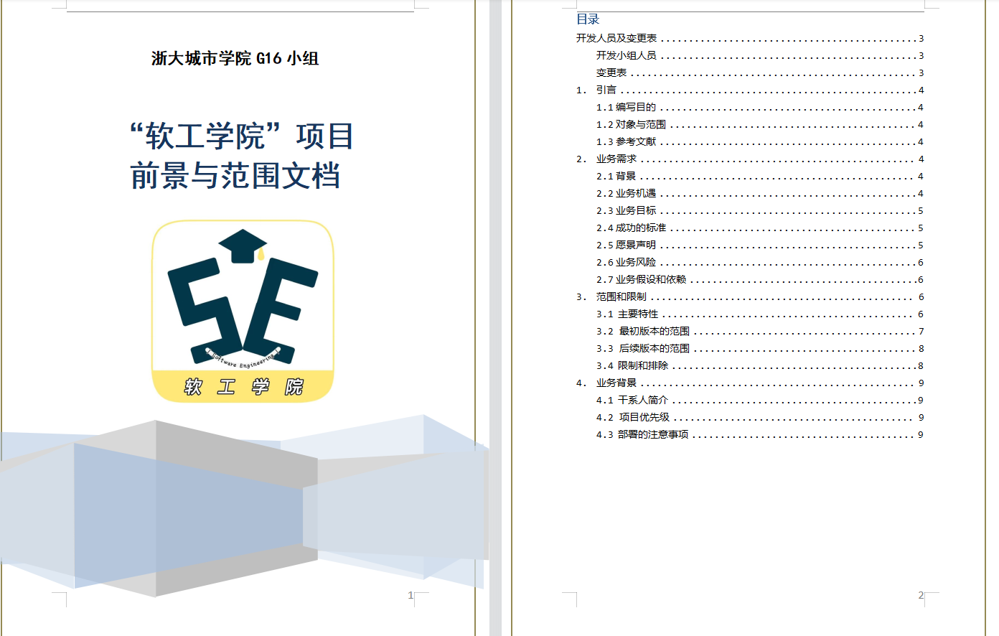 浙大城市学院 G16 小组
“软工学院”项目
前景与范围文档
Software Engineering
软 工 学 院
1
目录
开发人员及变更表 3
开发小组人员 3
变更表 3
1. 引言 4
1.1 编写目的 4
1.2 对象与范围 4
1.3 参考文献 4
2. 业务需求 4
2.1 背景 4
2.2 业务机遇 4
2.3 业务目标 5
2.4 成功的标准 5
2.5 愿景声明 5
2.6 业务风险 6
2.7 业务假设和依赖 6
3. 范围和限制 6
3.1 主要特性 6
3.2 最初版本的范围 7
3.3 后续版本的范围 8
3.4 限制和排除 8
4. 业务背景 9
4.1 干系人简介 9
4.2 项目优先级 9
4.3 部署的注意事项 9
2